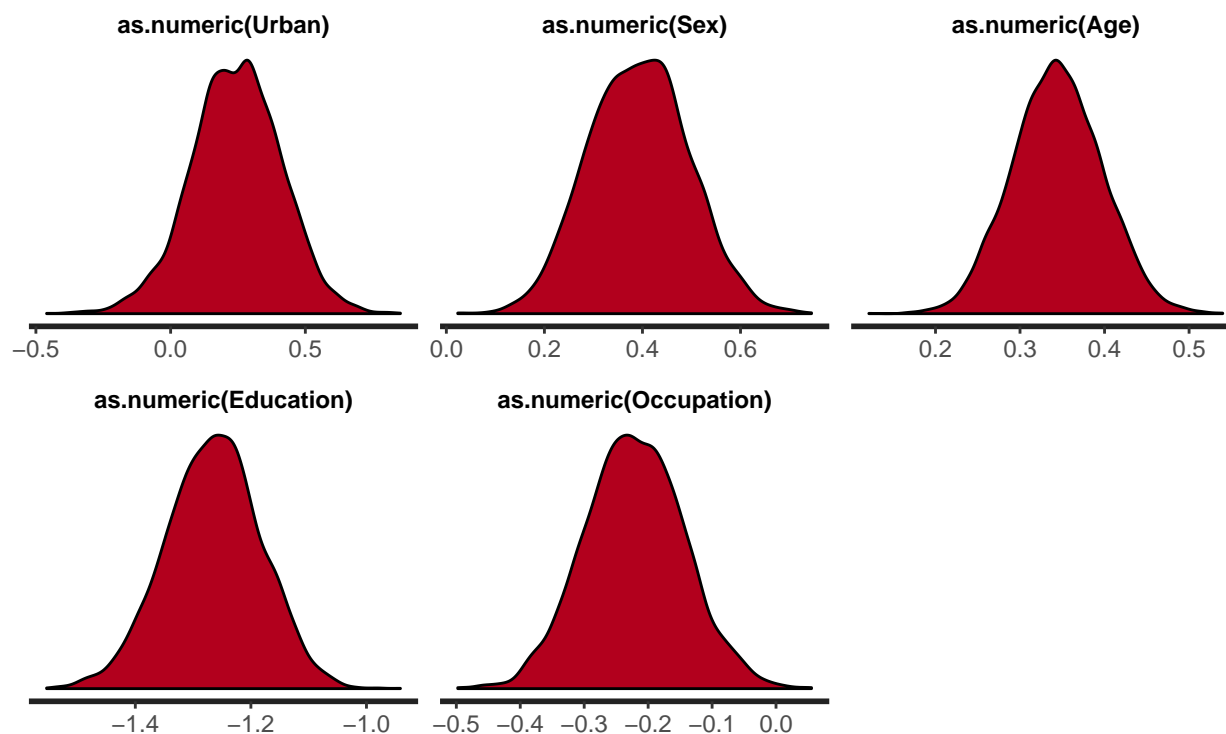 as.numeric(Urban) as.numeric(Sex) as.numeric(Age)
−0.5 0.0 0.5 0.0 0.2 0.4 0.6 0.2 0.3 0.4 0.5
as.numeric(Education) as.numeric(Occupation)
−1.4 −1.2 −1.0 −0.5 −0.4 −0.3 −0.2 −0.1 0.0